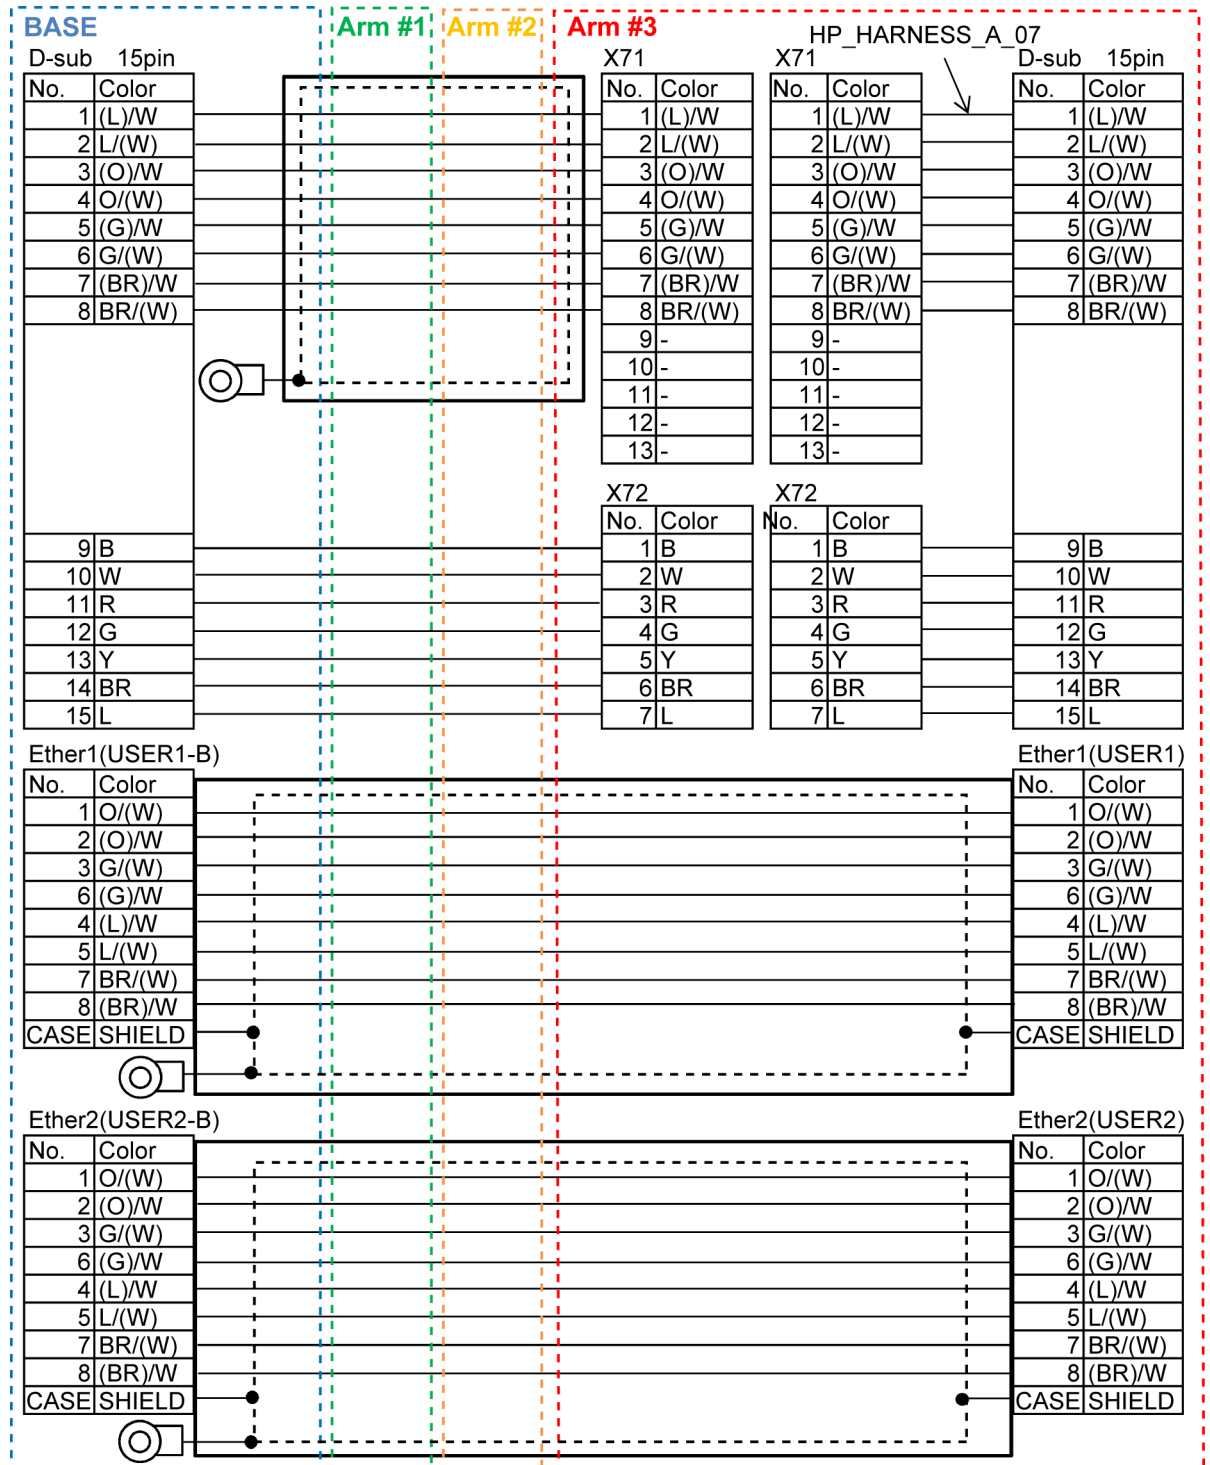 BASE Arm #1 Arm #2 Arm #3
HP_HARNESS_A_07
D-sub 15pin X71 X71 D-sub 15pin
No. Color No. Color No. Color No. Color
1 (L)/W 1 (L)/W 1 (L)/W 1 (L)/W
2 L/(W) 2 L/(W) 2 L/(W) 2 L/(W)
3 (O)/W 3 (O)/W 3 (O)/W 3 (O)/W
4 O/(W) 4 O/(W) 4 O/(W) 4 O/(W)
5 (G)/W 5 (G)/W 5 (G)/W 5 (G)/W
6 G/(W) 6 G/(W) 6 G/(W) 6 G/(W)
7 (BR)/W 7 (BR)/W 7 (BR)/W 7 (BR)/W
8 BR/(W) 8 BR/(W) 8 BR/(W) 8 BR/(W)
9 - 9 -
10 - 10 -
11 - 11 -
12 - 12 -
13 - 13 -
X72 X72
No. Color No. Color
9 B 1 B 1 B 9 B
10 W 2 W 2 W 10 W
11 R 3 R 3 R 11 R
12 G 4 G 4 G 12 G
13 Y 5 Y 5 Y 13 Y
14 BR 6 BR 6 BR 14 BR
15 L 7 L 7 L 15 L
Ether1(USER1-B) Ether1(USER1)
No. Color No. Color
1 O/(W) 1 O/(W)
2 (O)/W 2 (O)/W
3 G/(W) 3 G/(W)
6 (G)/W 6 (G)/W
4 (L)/W 4 (L)/W
5 L/(W) 5 L/(W)
7 BR/(W) 7 BR/(W)
8 (BR)/W 8 (BR)/W
CASE SHIELD CASE SHIELD
Ether2(USER2-B) Ether2(USER2)
No. Color No. Color
1 O/(W) 1 O/(W)
2 (O)/W 2 (O)/W
3 G/(W) 3 G/(W)
6 (G)/W 6 (G)/W
4 (L)/W 4 (L)/W
5 L/(W) 5 L/(W)
7 BR/(W) 7 BR/(W)
8 (BR)/W 8 (BR)/W
CASE SHIELD CASE SHIELD